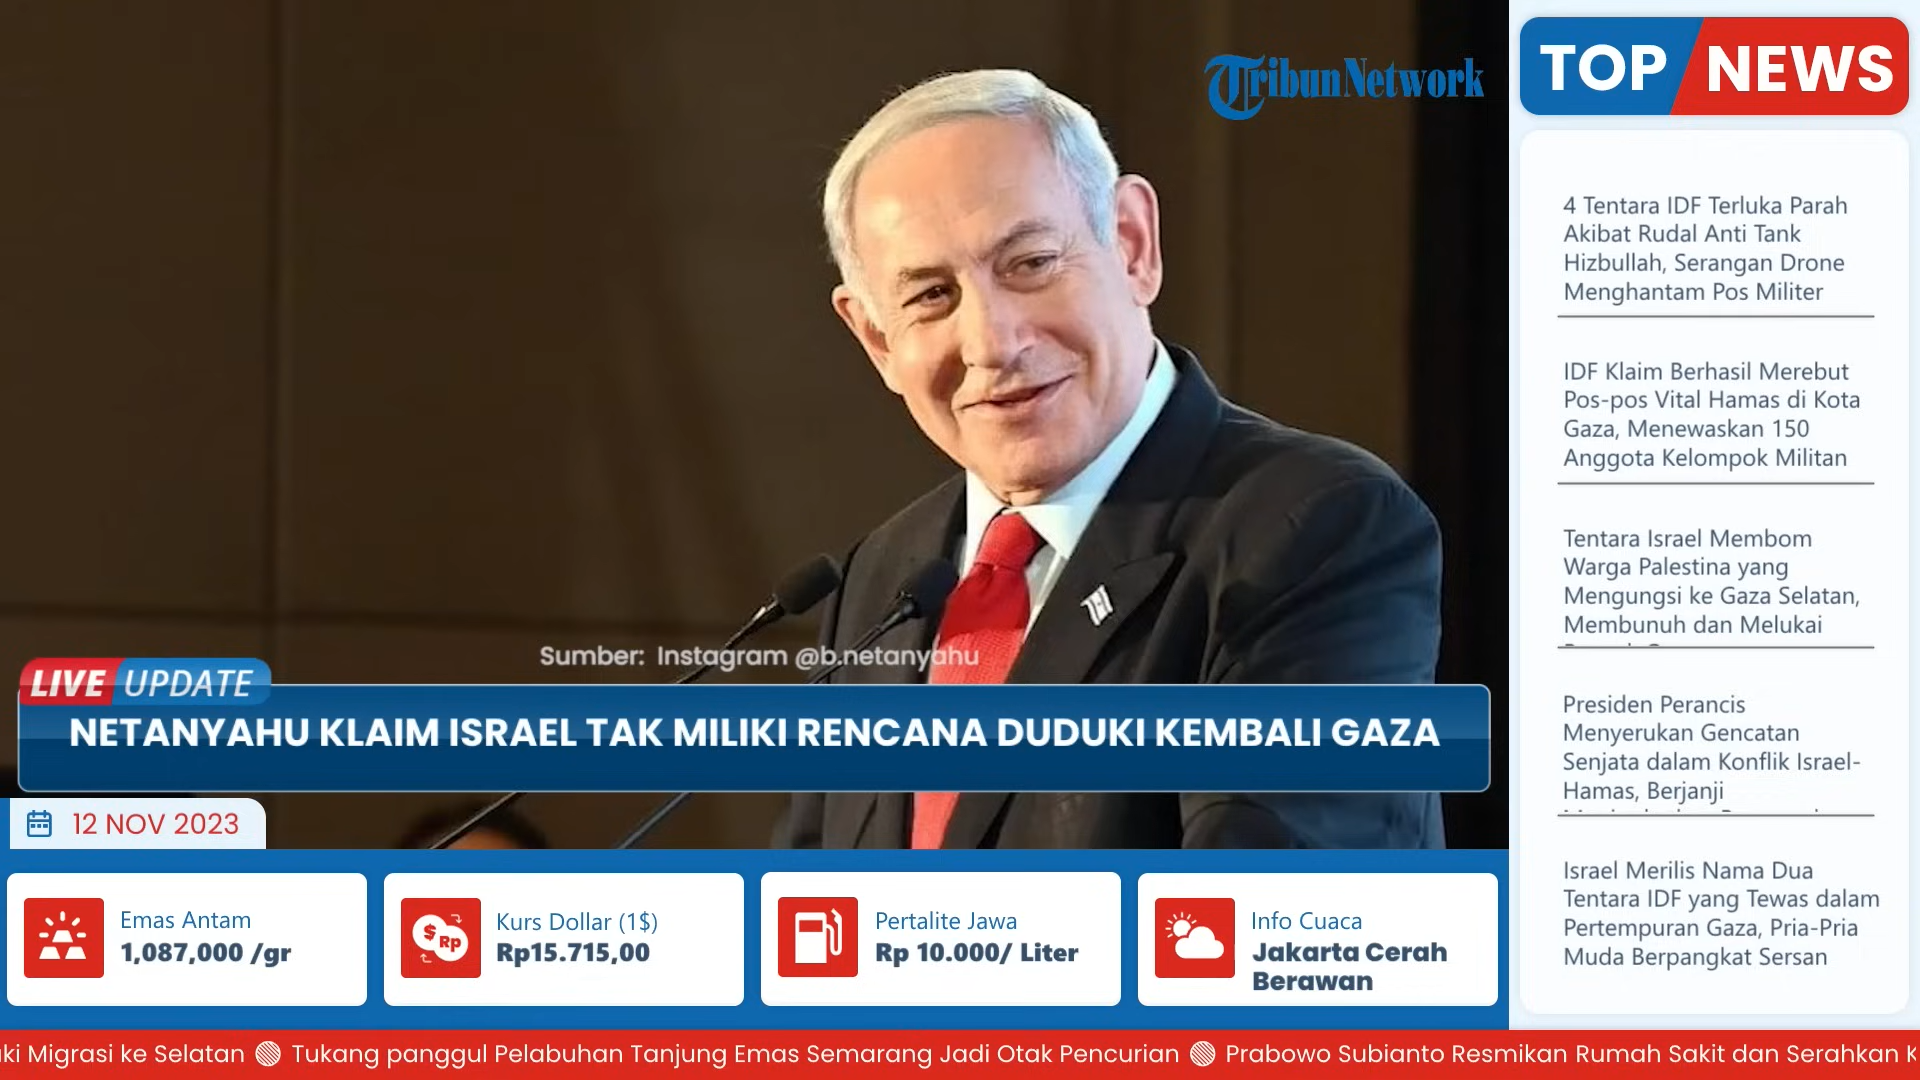 TribunNetwork
TOP NEWS
4 Tentara IDF Terluka Parah
Akibat Rudal Anti Tank
Hizbullah, Serangan Drone
Menghantam Pos Militer
IDF Klaim Berhasil Merebut
Pos-pos Vital Hamas di Kota
Gaza, Menewaskan 150
Anggota Kelompok Militan
Tentara Israel Membom
Warga Palestina yang
Mengungsi ke Gaza Selatan,
Membunuh dan Melukai
Presiden Perancis
Menyerukan Gencatan
Senjata dalam Konflik Israel-
Hamas, Berjanji
Israel Merilis Nama Dua
Tentara IDF yang Tewas dalam
Pertempuran Gaza, Pria-Pria
Muda Berpangkat Sersan
Sumber: Instagram @b.netanyahu
LIVE UPDATE
NETANYAHU KLAIM ISRAEL TAK MILIKI RENCANA DUDUKI KEMBALI GAZA
12 NOV 2023
Emas Antam
1,087,000 /gr
Kurs Dollar (1$)
Rp15.715,00
Pertalite Jawa
Rp 10.000/ Liter
Info Cuaca
Jakarta Cerah
Berawan
Migrasi ke Selatan Tukang panggul Pelabuhan Tanjung Emas Semarang Jadi Otak Pencurian Prabowo Subianto Resmikan Rumah Sakit dan Serahkan